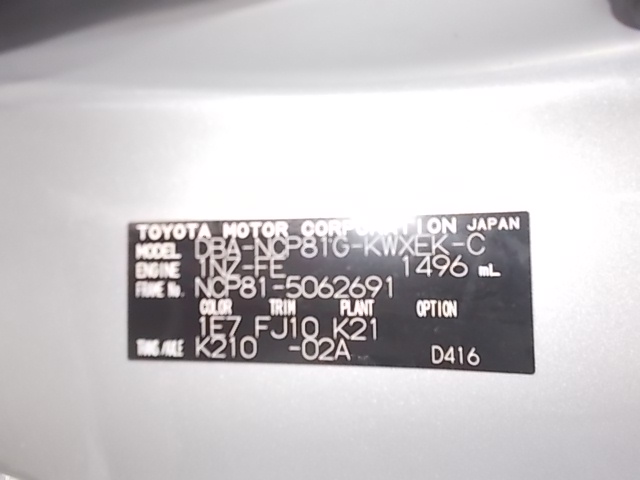 TOYOTA MOTOR CORPORATION JAPAN
MODEL DBA-NCP81G-KWXEK-C
ENGINE 1NZ-FE 1496 mL
FRAME No. NCP81-5062691
COLOR TRIM PLANT OPTION
1E7 FJ10 K21
TRANS/AXLE K210 -02A D416